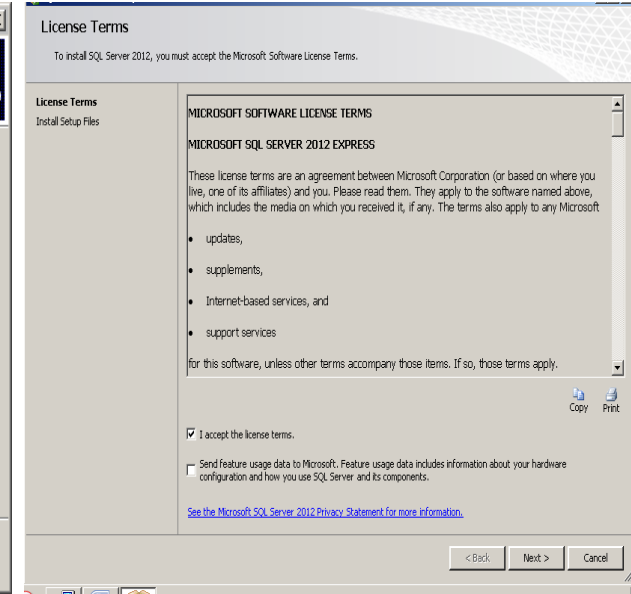 License Terms
To install SQL Server 2012, you must accept the Microsoft Software License Terms.
License Terms
Install Setup Files
MICROSOFT SOFTWARE LICENSE TERMS
MICROSOFT SQL SERVER 2012 EXPRESS
These license terms are an agreement between Microsoft Corporation (or based on where you
live, one of its affiliates) and you. Please read them. They apply to the software named above,
which includes the media on which you received it, if any. The terms also apply to any Microsoft
• updates,
• supplements,
• Internet-based services, and
• support services
for this software, unless other terms accompany those items. If so, those terms apply.
Copy Print
I accept the license terms.
Send feature usage data to Microsoft. Feature usage data includes information about your hardware
configuration and how you use SQL Server and its components.
See the Microsoft SQL Server 2012 Privacy Statement for more information.
< Back Next > Cancel